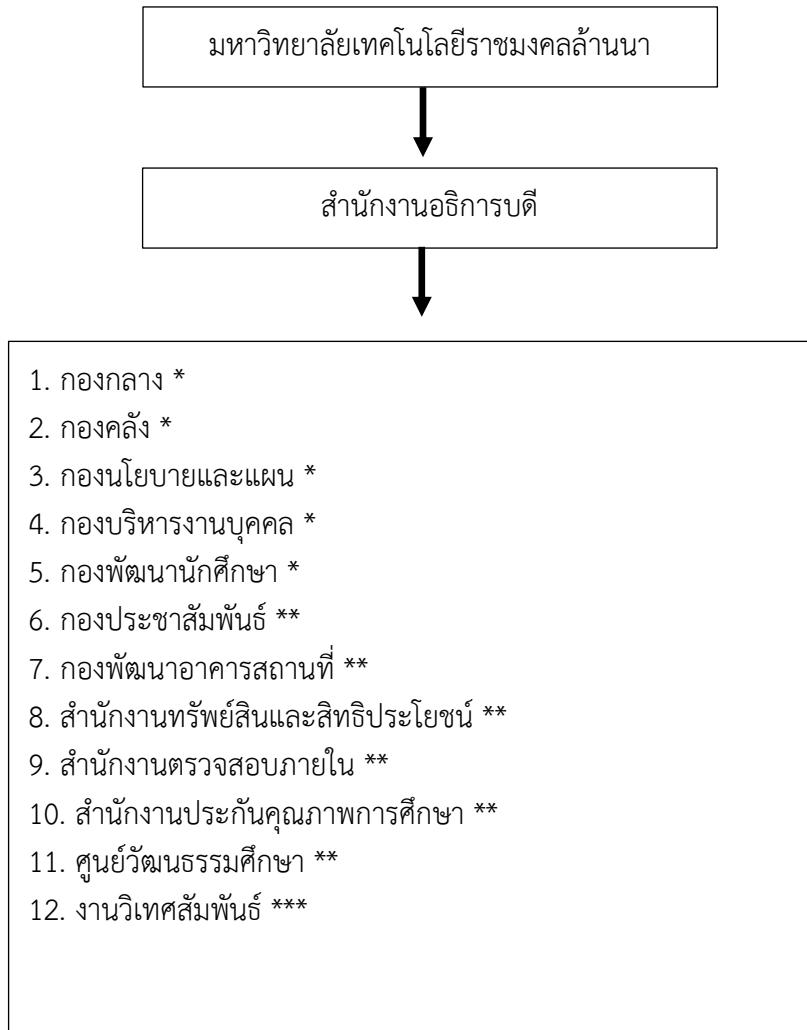 มหาวิทยาลัยเทคโนโลยีราชมงคลล้านนา
สำนักงานอธิการบดี
1. กองกลาง *
2. กองคลัง *
3. กองนโยบายและแผน *
4. กองบริหารงานบุคคล *
5. กองพัฒนานักศึกษา *
6. กองประชาสัมพันธ์ **
7. กองพัฒนาอาคารสถานที่ **
8. สำนักงานทรัพย์สินและสิทธิประโยชน์ **
9. สำนักงานตรวจสอบภายใน **
10. สำนักงานประกันคุณภาพการศึกษา **
11. ศูนย์วัฒนธรรมศึกษา **
12. งานวิเทศสัมพันธ์ ***